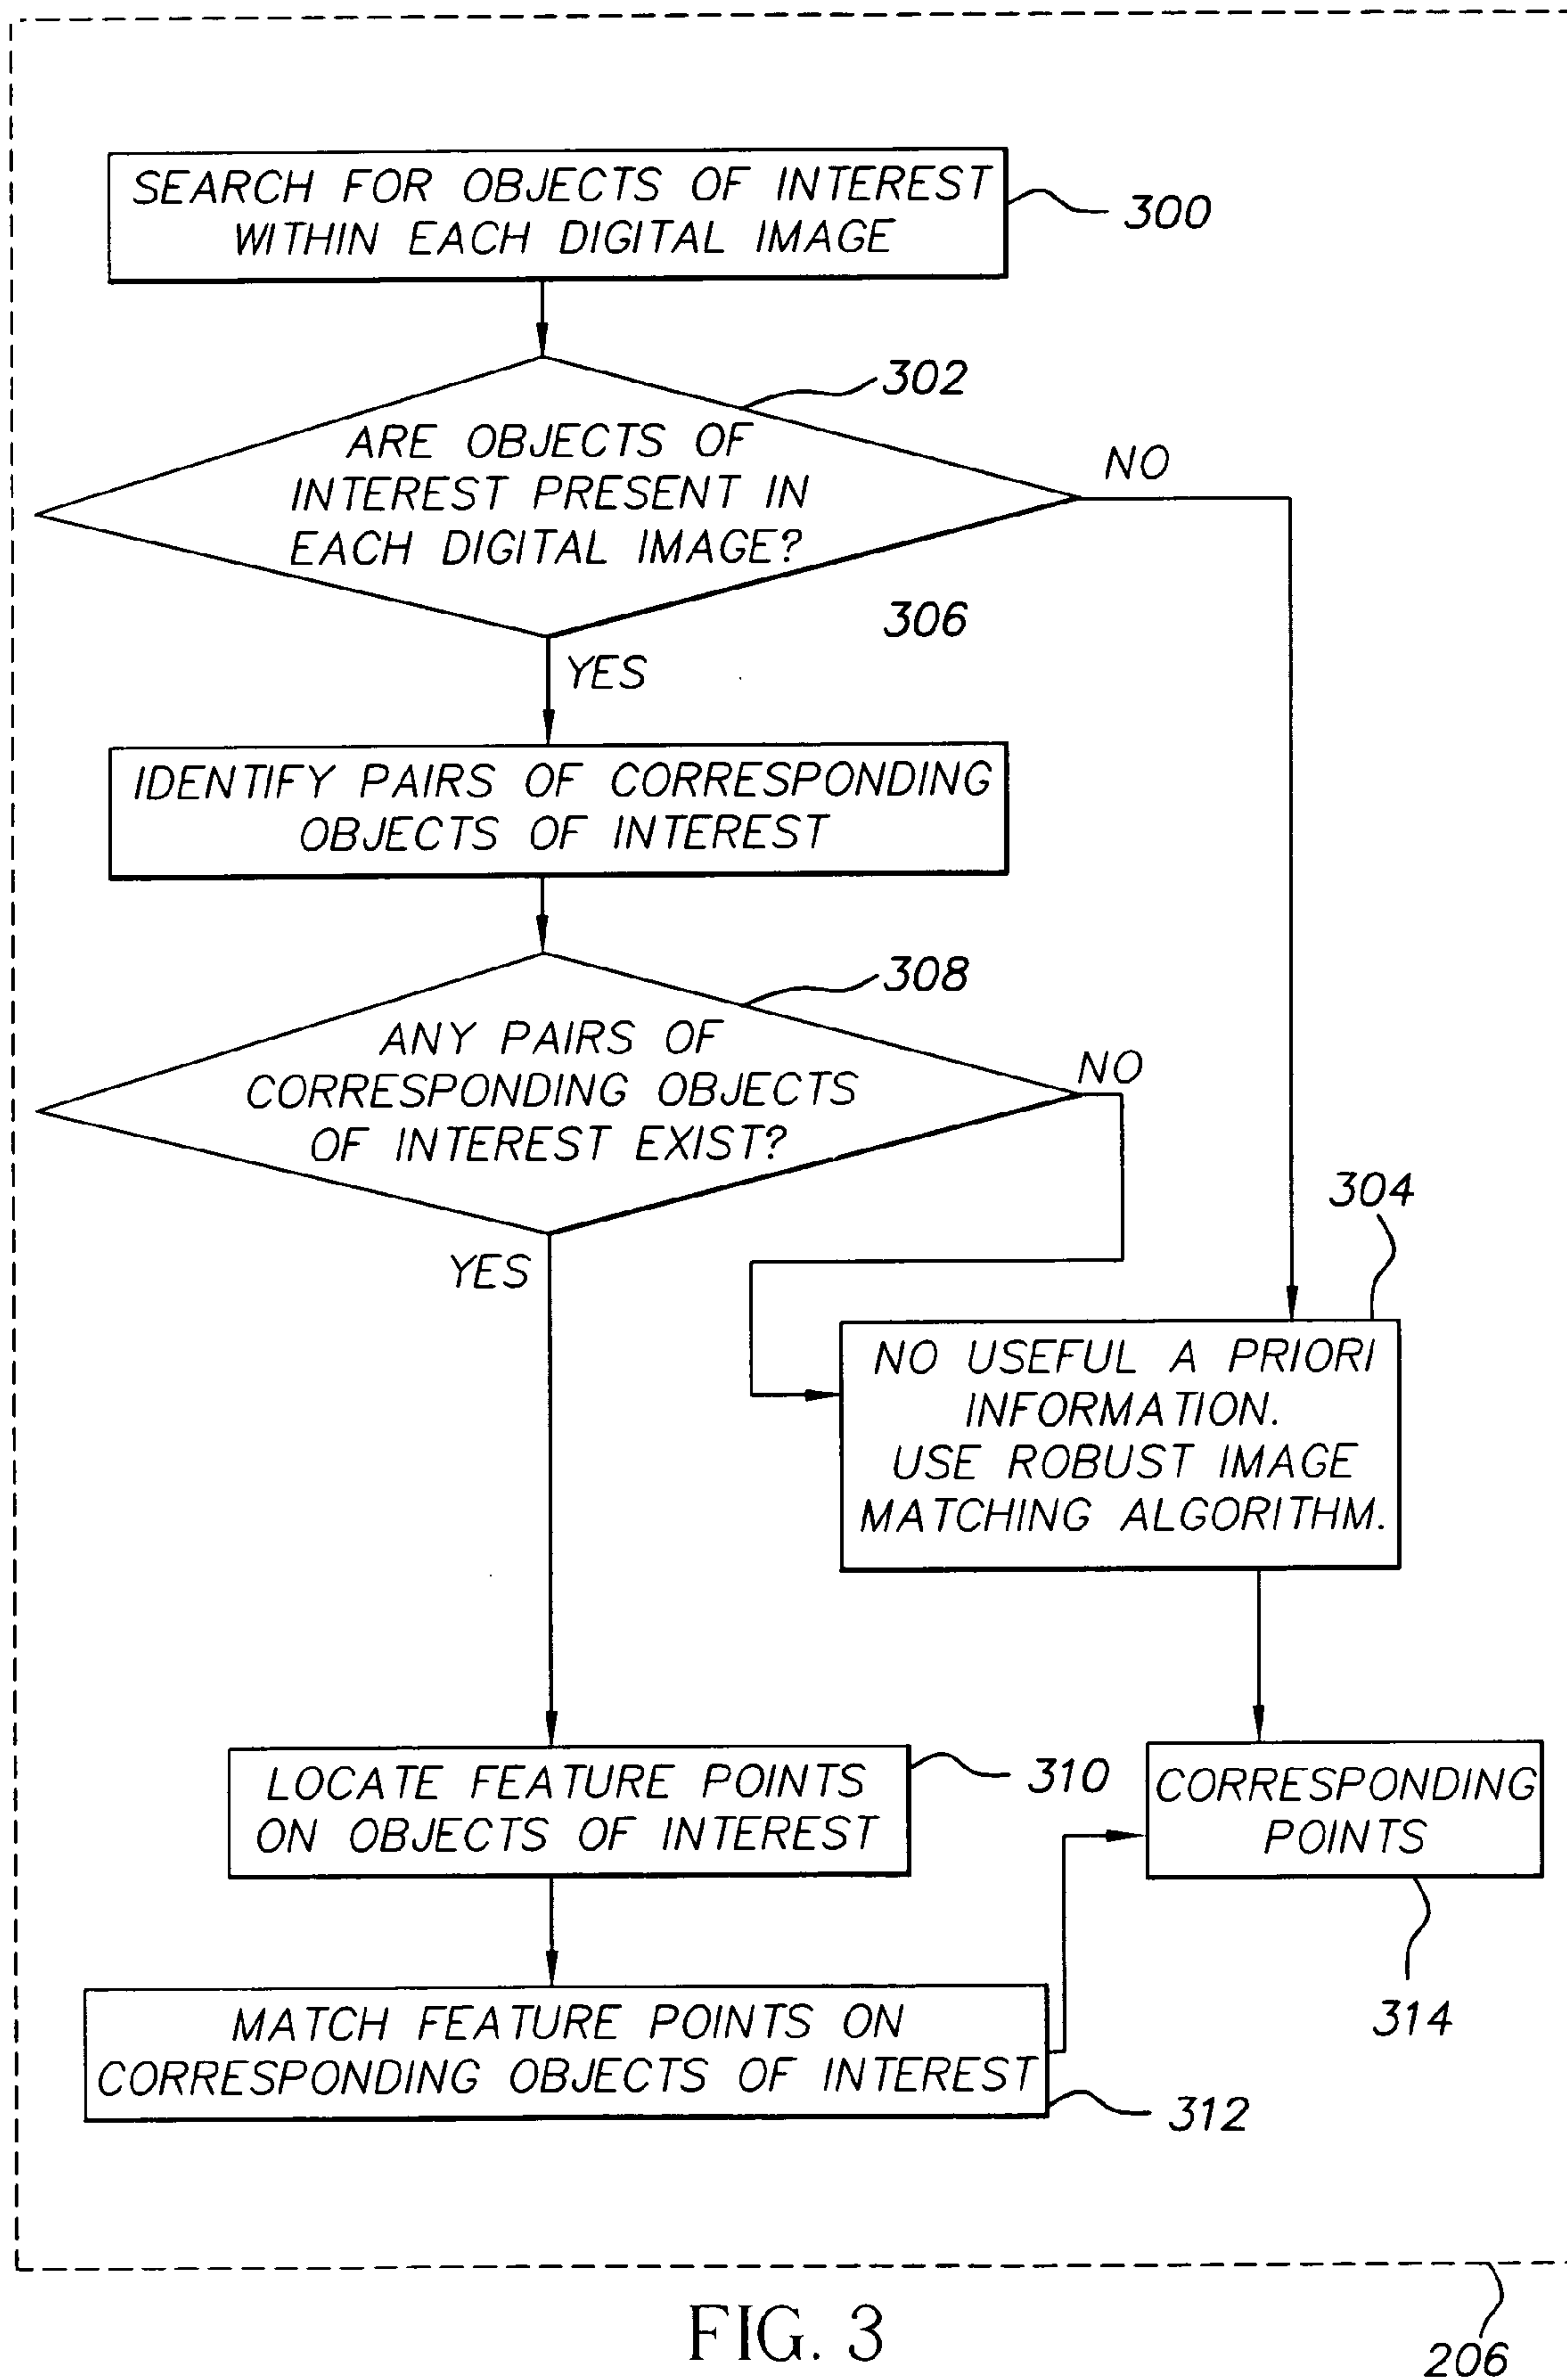 SEARCH FOR OBJECTS OF INTEREST
WITHIN EACH DIGITAL IMAGE
300
302
ARE OBJECTS OF
INTEREST PRESENT IN
EACH DIGITAL IMAGE?
NO
306
YES
IDENTIFY PAIRS OF CORRESPONDING
OBJECTS OF INTEREST
308
ANY PAIRS OF
CORRESPONDING OBJECTS
OF INTEREST EXIST?
NO
YES
304
NO USEFUL A PRIORI
INFORMATION.
USE ROBUST IMAGE
MATCHING ALGORITHM.
LOCATE FEATURE POINTS
ON OBJECTS OF INTEREST
310
CORRESPONDING
POINTS
314
MATCH FEATURE POINTS ON
CORRESPONDING OBJECTS OF INTEREST
312
FIG. 3
206